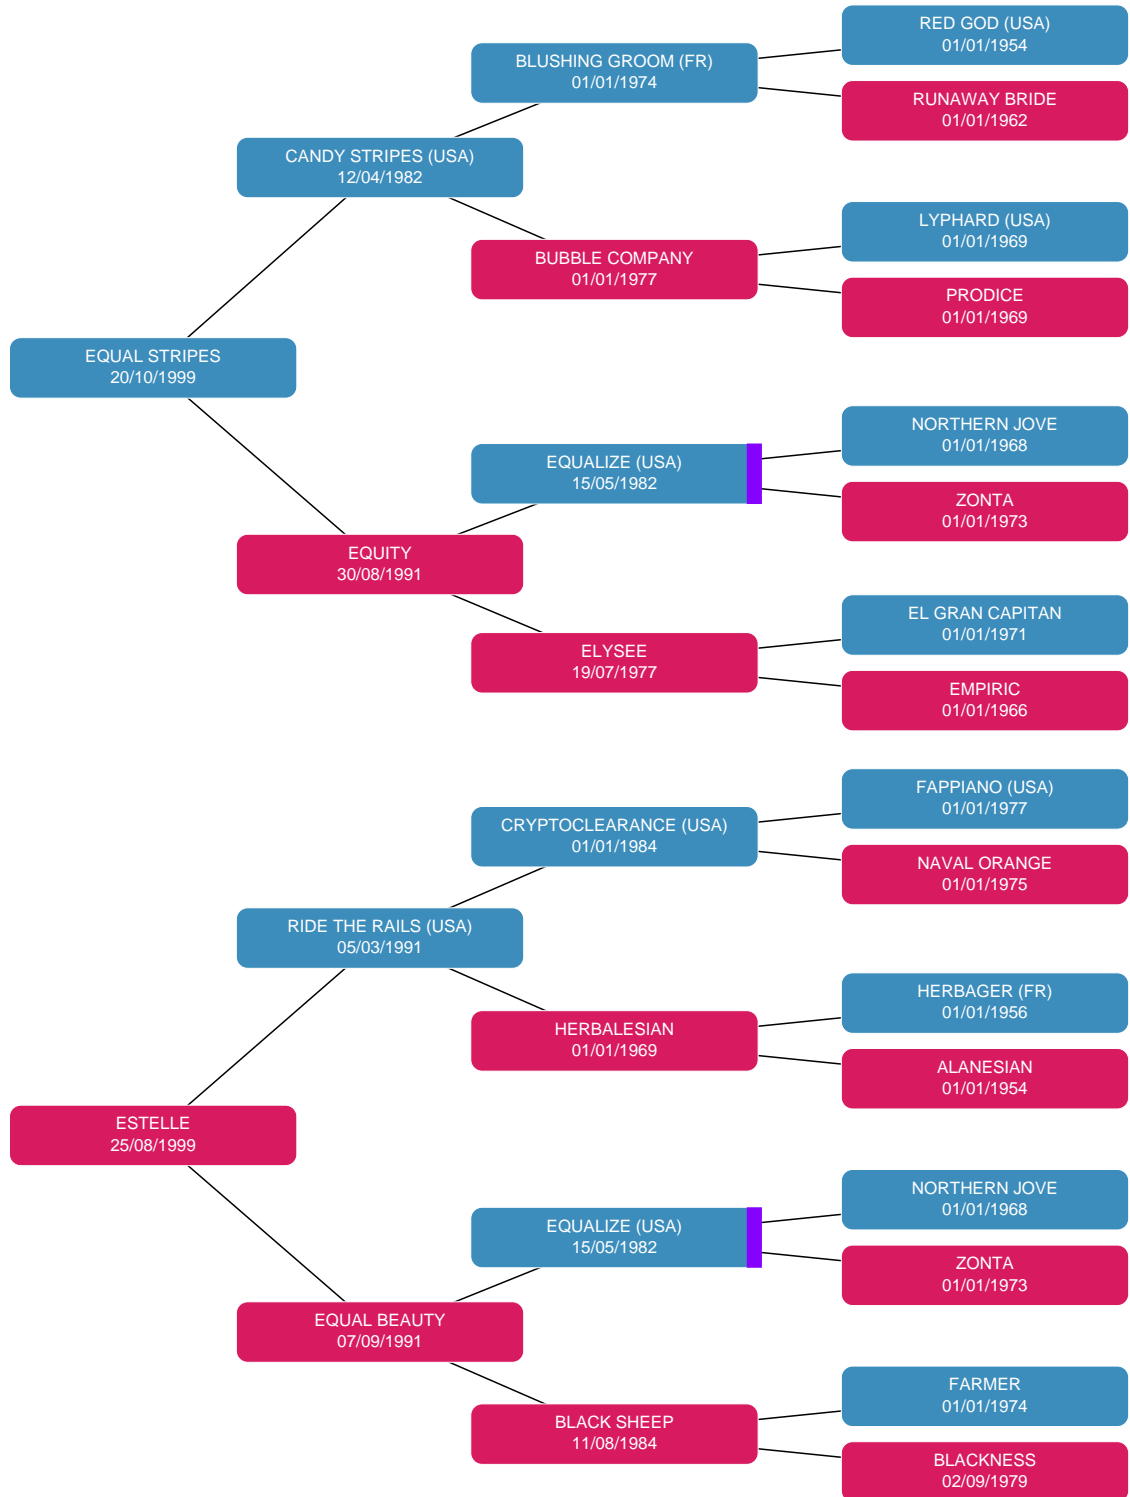 RED GOD (USA)
01/01/1954
BLUSHING GROOM (FR)
01/01/1974
RUNAWAY BRIDE
01/01/1962
CANDY STRIPES (USA)
12/04/1982
LYPHARD (USA)
01/01/1969
BUBBLE COMPANY
01/01/1977
PRODICE
01/01/1969
EQUAL STRIPES
20/10/1999
NORTHERN JOVE
01/01/1968
EQUALIZE (USA)
15/05/1982
ZONTA
01/01/1973
EQUITY
30/08/1991
EL GRAN CAPITAN
01/01/1971
ELYSEE
19/07/1977
EMPIRIC
01/01/1966
FAPPIANO (USA)
01/01/1977
CRYPTOCLEARANCE (USA)
01/01/1984
NAVAL ORANGE
01/01/1975
RIDE THE RAILS (USA)
05/03/1991
HERBAGER (FR)
01/01/1956
HERBALESIAN
01/01/1969
ALANESIAN
01/01/1954
ESTELLE
25/08/1999
NORTHERN JOVE
01/01/1968
EQUALIZE (USA)
15/05/1982
ZONTA
01/01/1973
EQUAL BEAUTY
07/09/1991
FARMER
01/01/1974
BLACK SHEEP
11/08/1984
BLACKNESS
02/09/1979